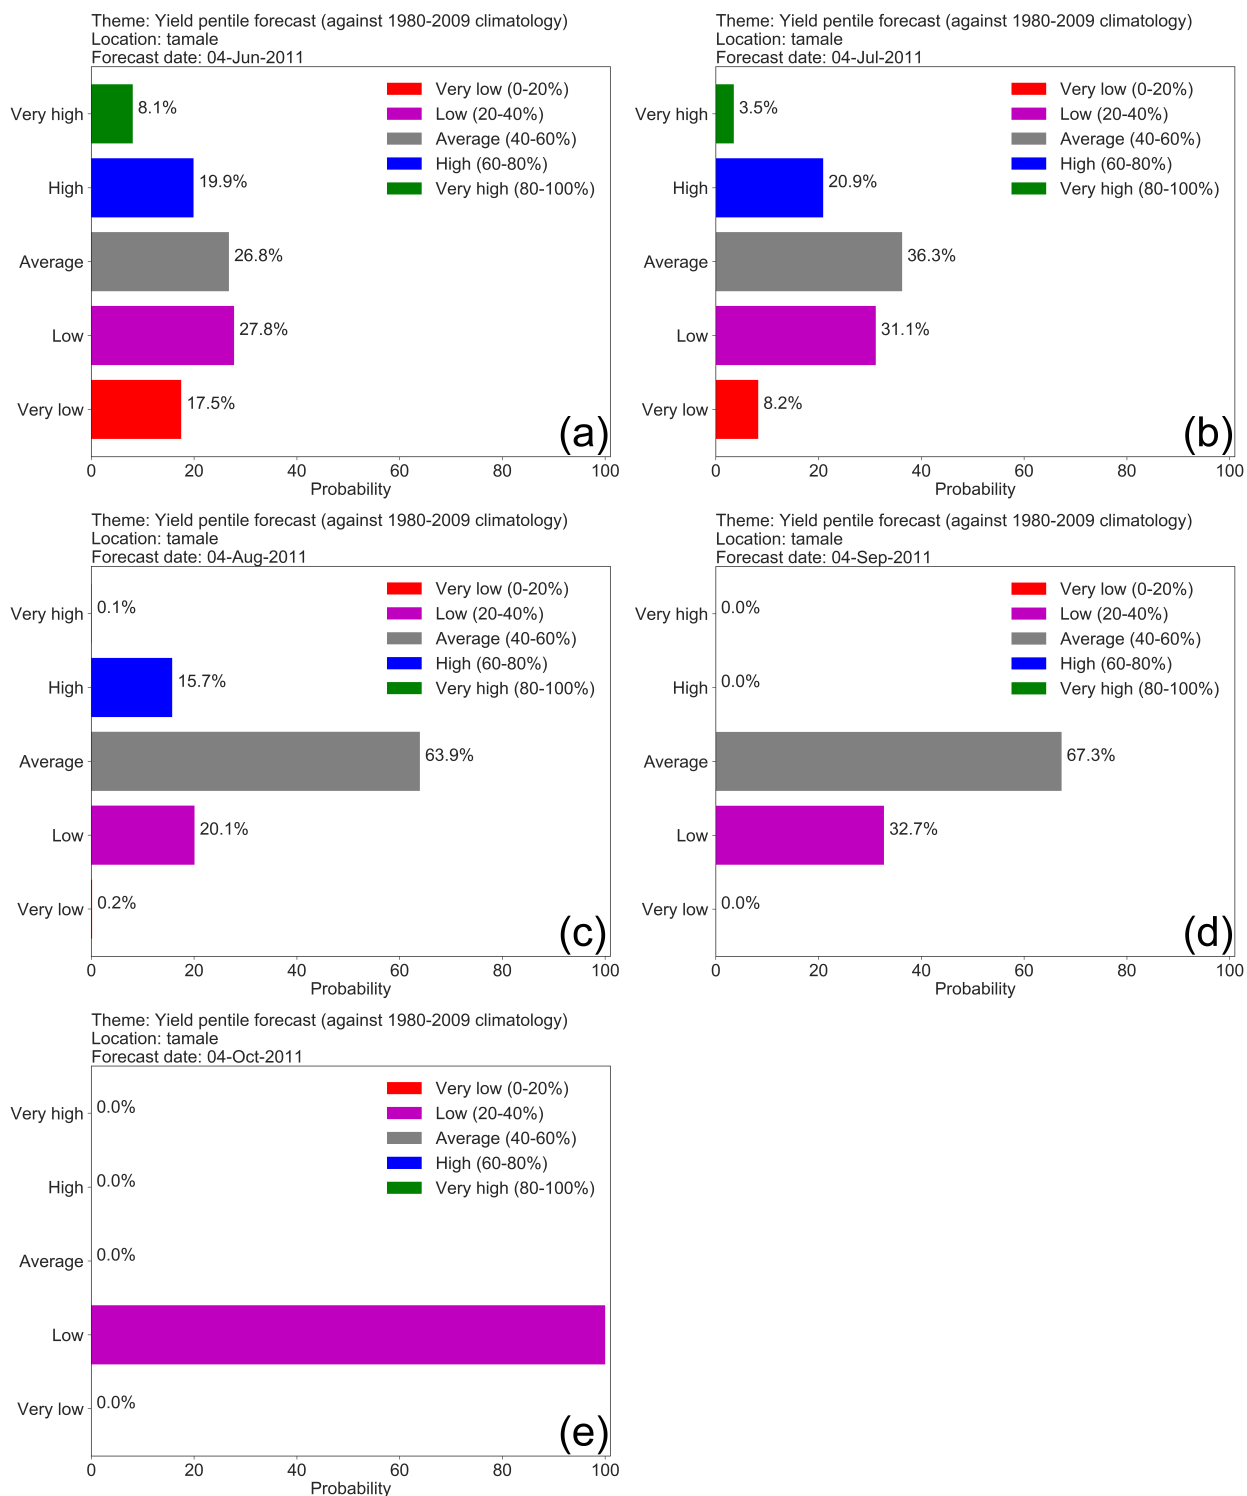 Theme: Yield pentile forecast (against 1980-2009 climatology)
Location: tamale
Forecast date: 04-Jun-2011
Very low (0-20%)
Low (20-40%)
Average (40-60%)
High (60-80%)
Very high (80-100%)
Very high 8.1%
High 19.9%
Average 26.8%
Low 27.8%
Very low 17.5%
(a)
0 20 40 60 80 100
Probability
Theme: Yield pentile forecast (against 1980-2009 climatology)
Location: tamale
Forecast date: 04-Jul-2011
Very low (0-20%)
Low (20-40%)
Average (40-60%)
High (60-80%)
Very high (80-100%)
Very high 3.5%
High 20.9%
Average 36.3%
Low 31.1%
Very low 8.2%
(b)
0 20 40 60 80 100
Probability
Theme: Yield pentile forecast (against 1980-2009 climatology)
Location: tamale
Forecast date: 04-Aug-2011
Very low (0-20%)
Low (20-40%)
Average (40-60%)
High (60-80%)
Very high (80-100%)
Very high 0.1%
High 15.7%
Average 63.9%
Low 20.1%
Very low 0.2%
(c)
0 20 40 60 80 100
Probability
Theme: Yield pentile forecast (against 1980-2009 climatology)
Location: tamale
Forecast date: 04-Sep-2011
Very low (0-20%)
Low (20-40%)
Average (40-60%)
High (60-80%)
Very high (80-100%)
Very high 0.0%
High 0.0%
Average 67.3%
Low 32.7%
Very low 0.0%
(d)
0 20 40 60 80 100
Probability
Theme: Yield pentile forecast (against 1980-2009 climatology)
Location: tamale
Forecast date: 04-Oct-2011
Very low (0-20%)
Low (20-40%)
Average (40-60%)
High (60-80%)
Very high (80-100%)
Very high 0.0%
High 0.0%
Average 0.0%
Low
Very low 0.0%
(e)
0 20 40 60 80 100
Probability